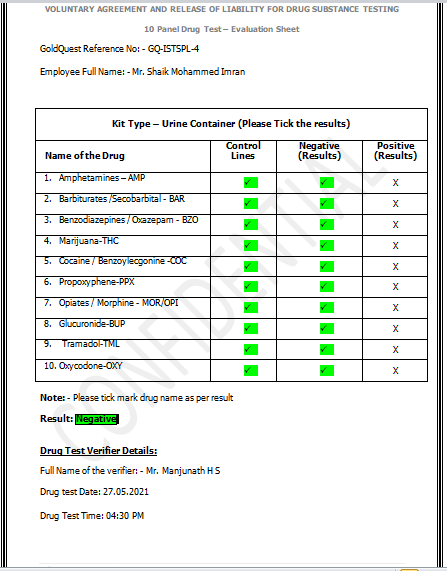 VOLUNTARY AGREEMENT AND RELEASE OF LIABILITY FOR DRUG SUBSTANCE TESTING
10 Panel Drug Test – Evaluation Sheet
GoldQuest Reference No: - GQ-ISTSPL-4
Employee Full Name: - Mr. Shaik Mohammed Imran
Kit Type – Urine Container (Please Tick the results)
Name of the Drug Control Lines Negative (Results) Positive (Results)
1. Amphetamines – AMP ✓ ✓ X
2. Barbiturates /Secobarbital - BAR ✓ ✓ X
3. Benzodiazepines / Oxazepam - BZO ✓ ✓ X
4. Marijuana-THC ✓ ✓ X
5. Cocaine / Benzoylecgonine -COC ✓ ✓ X
6. Propoxyphene-PPX ✓ ✓ X
7. Opiates / Morphine - MOR/OPI ✓ ✓ X
8. Glucuronide-BUP ✓ ✓ X
9. Tramadol-TML ✓ ✓ X
10. Oxycodone-OXY ✓ ✓ X
Note: - Please tick mark drug name as per result
Result: Negative
Drug Test Verifier Details:
Full Name of the verifier: - Mr. Manjunath H S
Drug test Date: 27.05.2021
Drug Test Time: 04:30 PM
CONFIDENTIAL